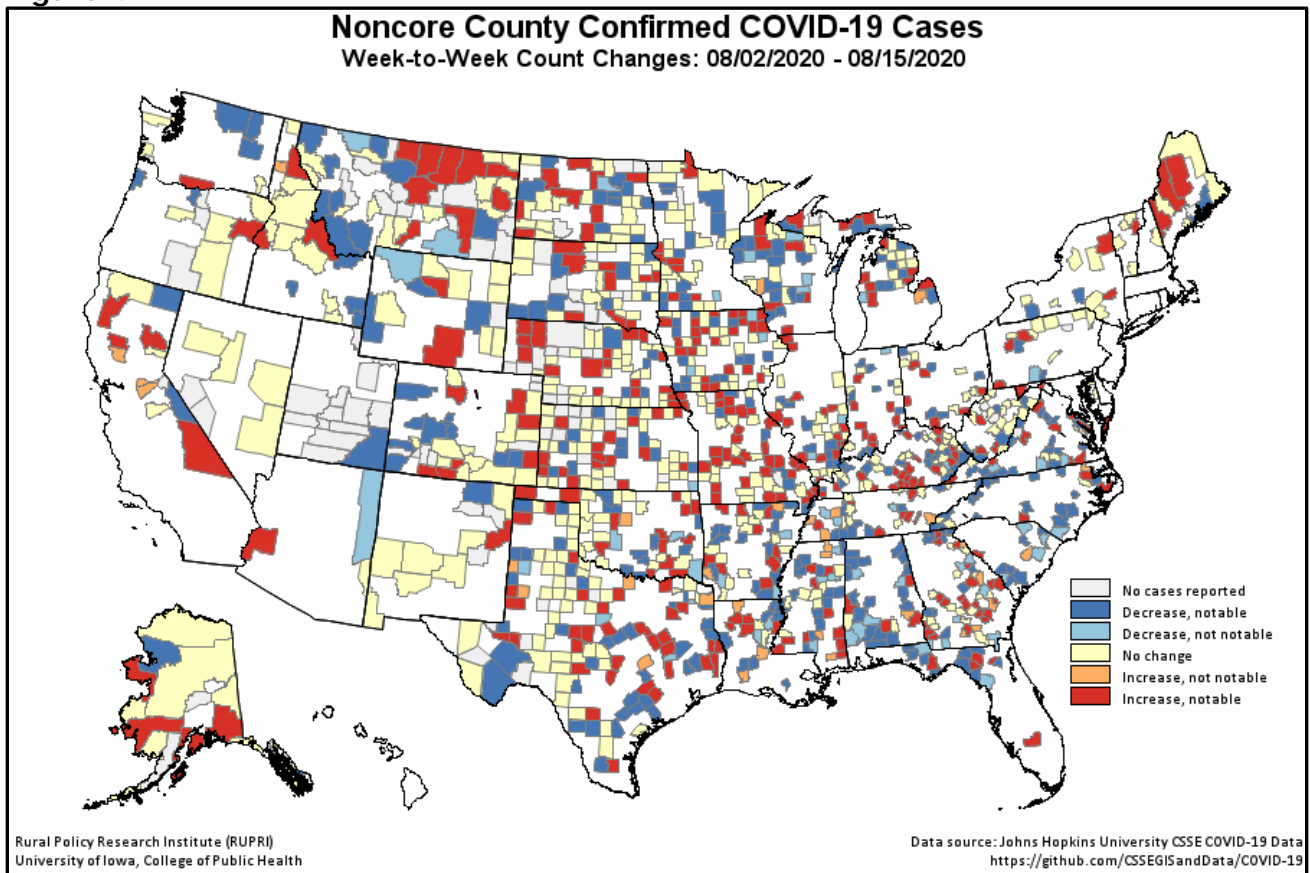 Noncore County Confirmed COVID-19 Cases
Week-to-Week Count Changes: 08/02/2020 - 08/15/2020
No cases reported
Decrease, notable
Decrease, not notable
No change
Increase, not notable
Increase, notable
Rural Policy Research Institute (RUPRI)
University of Iowa, College of Public Health
Data source: Johns Hopkins University CSSE COVID-19 Data
https://github.com/CSSEGISandData/COVID-19